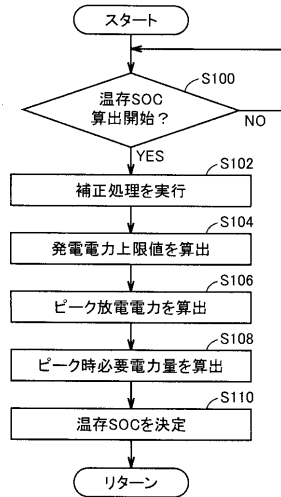 スタート
S100
温存SOC
算出開始?
NO
YES
S102
補正処理を実行
S104
発電電力上限値を算出
S106
ピーク放電電力を算出
S108
ピーク時必要電力量を算出
S110
温存SOCを決定
リターン